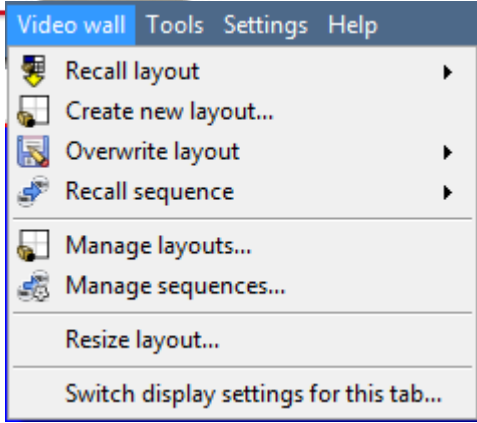 Video wall Tools Settings Help
Recall layout
Create new layout...
Overwrite layout
Recall sequence
Manage layouts...
Manage sequences...
Resize layout...
Switch display settings for this tab...